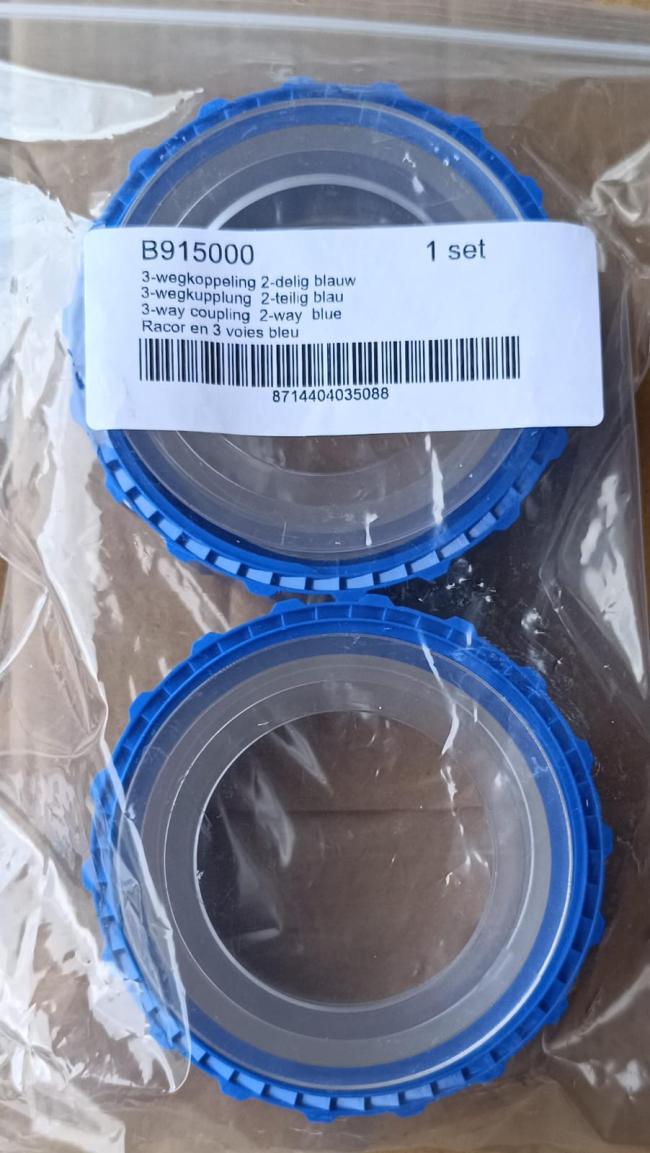 B915000 1 set
3-wegkoppeling 2-delig blauw
3-wegkupplung 2-teilig blau
3-way coupling 2-way blue
Racor en 3 voies bleu
8714404035088